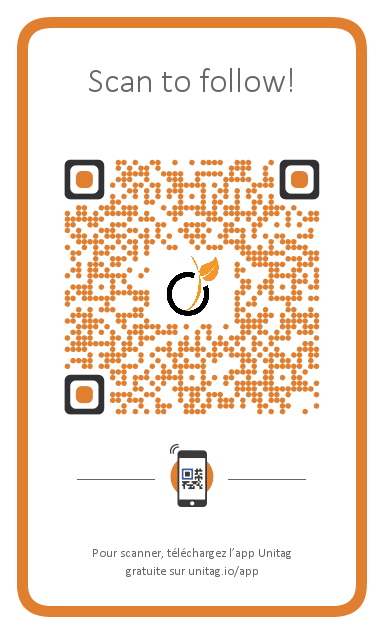 Scan to follow!
Pour scanner, téléchargez l'app Unitag
gratuite sur unitag.io/app